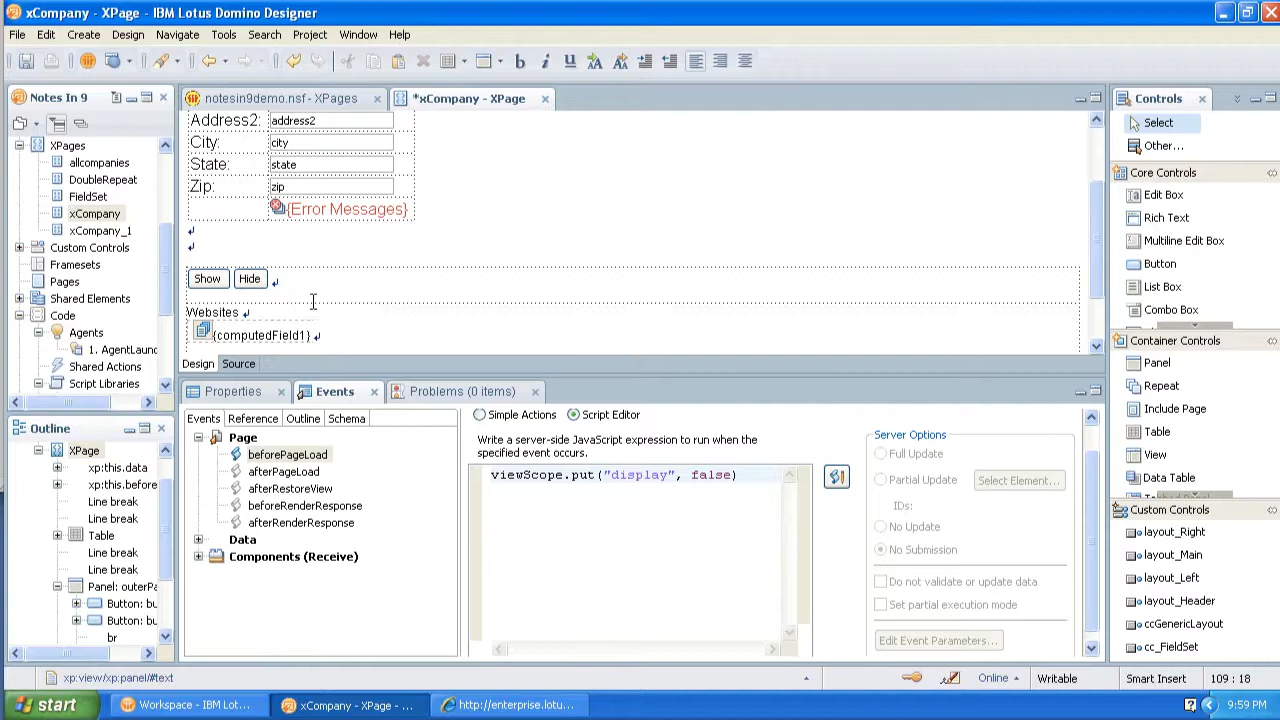 xCompany - XPage - IBM Lotus Domino Designer
File Edit Create Design Navigate Tools Search Project Window Help
Notes In 9
XPages
allcompanies
DoubleRepeat
FieldSet
xCompany
xCompany_1
Custom Controls
Framesets
Pages
Shared Elements
Code
Agents
1. AgentLaunc
Shared Actions
Script Libraries
Outline
XPage
xp:this.data
xp:this.before
Line break
Line break
Table
Line break
Line break
Panel: outerPa
Button: bu
Button: bu
br
notesin9demo.nsf - XPages
*xCompany - XPage
Address2: address2
City: city
State: state
Zip: zip
{Error Messages}
Show Hide
Websites
{computedField1}
Design Source
Properties Events Problems (0 items)
Events Reference Outline Schema
Page
beforePageLoad
afterPageLoad
afterRestoreView
beforeRenderResponse
afterRenderResponse
Data
Components (Receive)
Simple Actions Script Editor
Write a server-side JavaScript expression to run when the
specified event occurs.
viewScope.put("display", false)
Server Options
Full Update
Partial Update Select Element...
IDs:
No Update
No Submission
Do not validate or update data
Set partial execution mode
Edit Event Parameters...
Controls
Select
Other...
Core Controls
Edit Box
Rich Text
Multiline Edit Box
Button
List Box
Combo Box
Container Controls
Panel
Repeat
Include Page
Table
View
Data Table
Custom Controls
layout_Right
layout_Main
layout_Left
layout_Header
ccGenericLayout
cc_FieldSet
xp:view/xp:panel/#text
Online Writable Smart Insert 109 : 18
start Workspace - IBM Lot... xCompany - XPage - ... http://enterprise.lotu... 9:59 PM